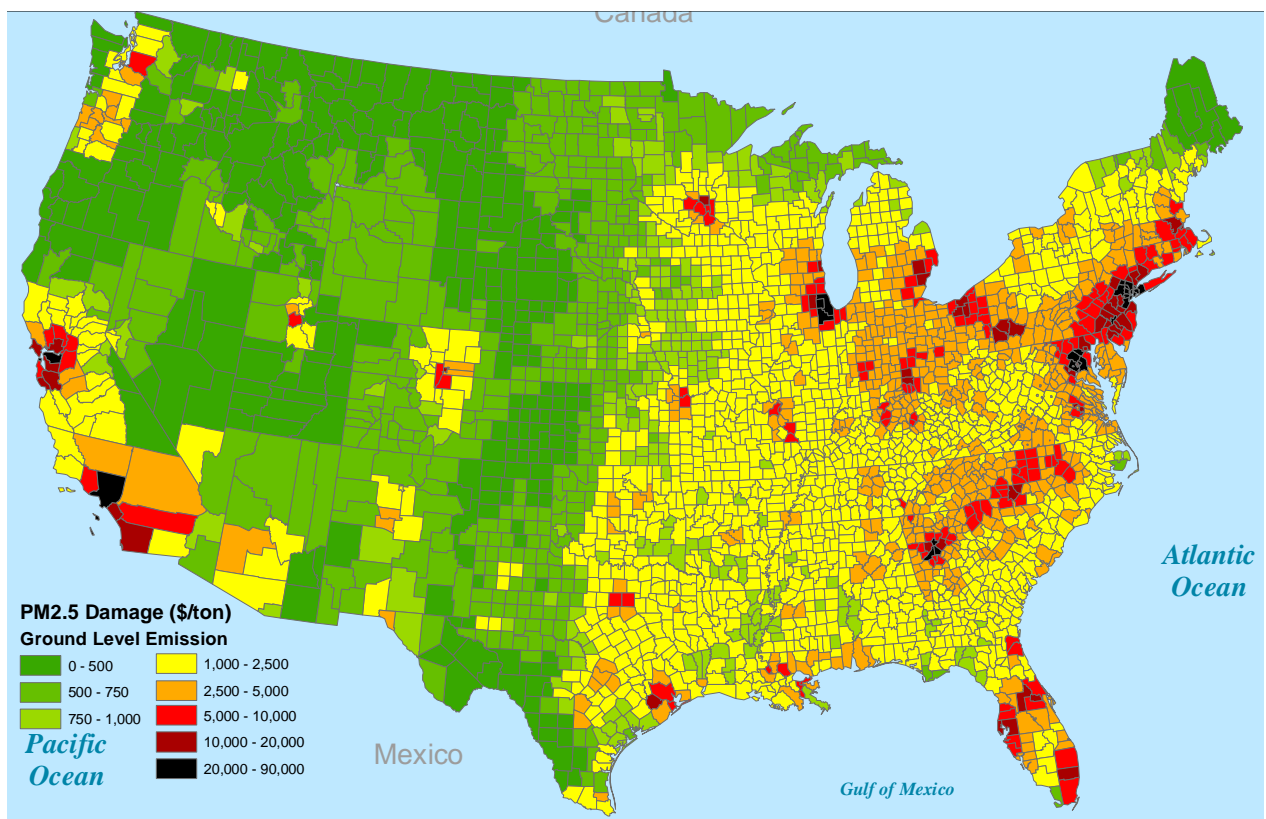 Canada
PM2.5 Damage ($/ton)
Ground Level Emission
0 - 500
500 - 750
750 - 1,000
1,000 - 2,500
2,500 - 5,000
5,000 - 10,000
10,000 - 20,000
20,000 - 90,000
Pacific
Ocean
Mexico
Gulf of Mexico
Atlantic
Ocean